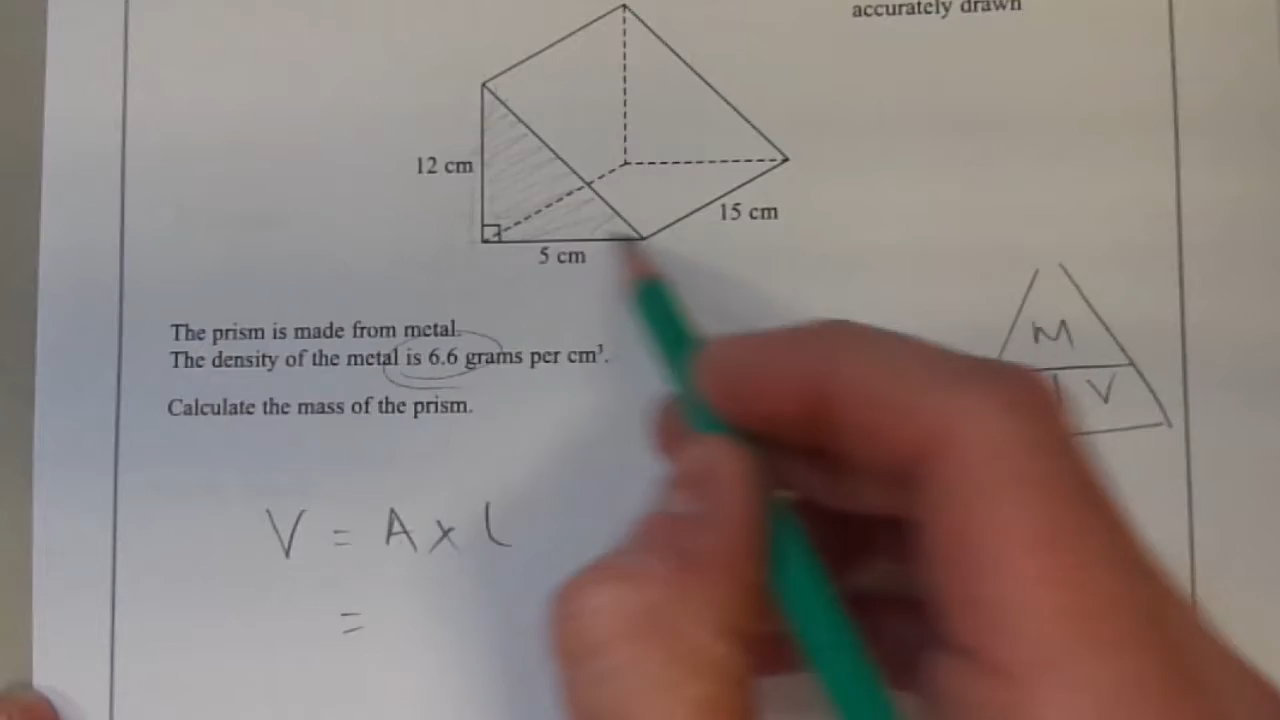 accurately drawn
12 cm
15 cm
5 cm
The prism is made from metal.
The density of the metal is 6.6 grams per cm³.
Calculate the mass of the prism.
M
V
V = A × L
=